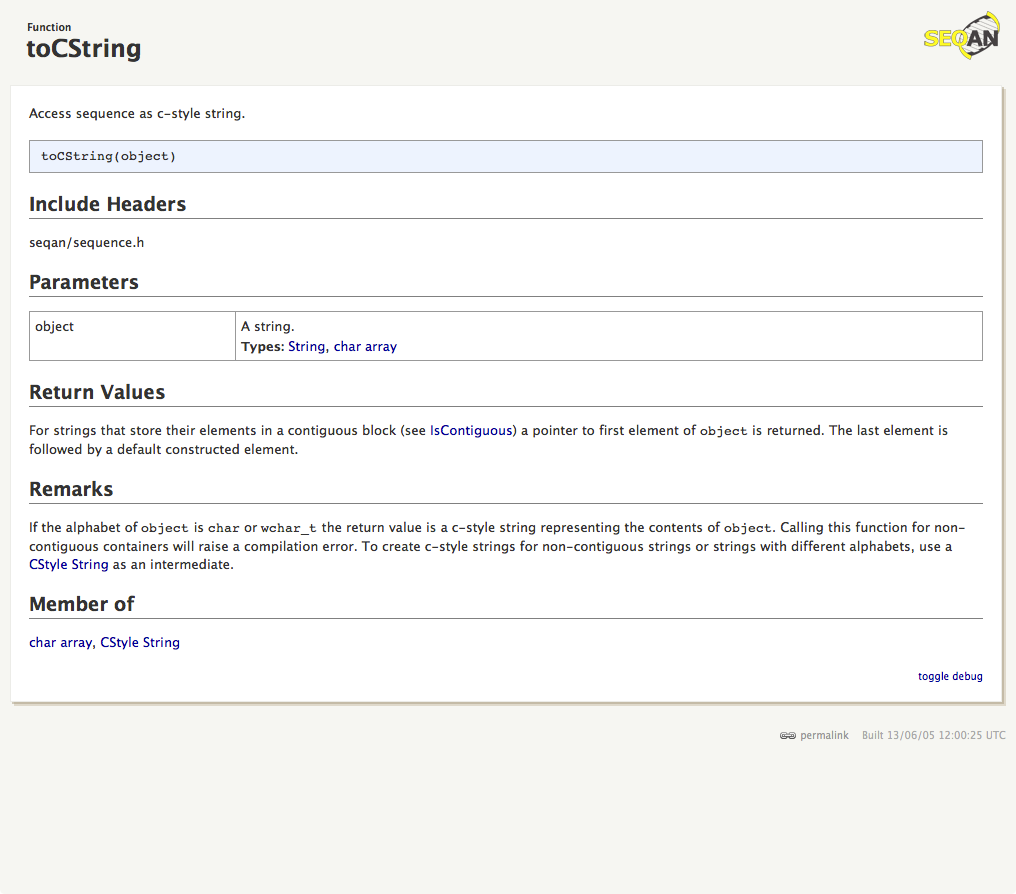 Function
toCString
SEQAN
Access sequence as c-style string.
toCString(object)
Include Headers
seqan/sequence.h
Parameters
object
A string.
Types: String, char array
Return Values
For strings that store their elements in a contiguous block (see IsContiguous) a pointer to first element of object is returned. The last element is
followed by a default constructed element.
Remarks
If the alphabet of object is char or wchar_t the return value is a c-style string representing the contents of object. Calling this function for non-
contiguous containers will raise a compilation error. To create c-style strings for non-contiguous strings or strings with different alphabets, use a
CStyle String as an intermediate.
Member of
char array, CStyle String
toggle debug
permalink Built 13/06/05 12:00:25 UTC